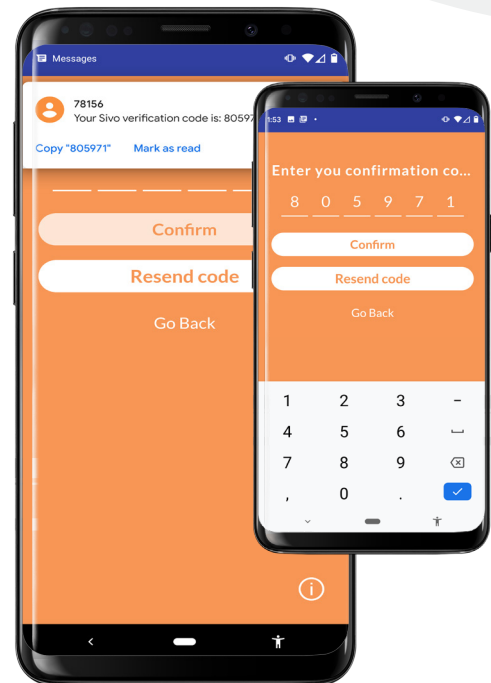 Messages
78156
Your Sivo verification code is: 80597
Copy "805971" Mark as read
Confirm
Resend code
Go Back
1:53
Enter you confirmation co...
8 0 5 9 7 1
Confirm
Resend code
Go Back
1 2 3 -
4 5 6
7 8 9
, 0 .